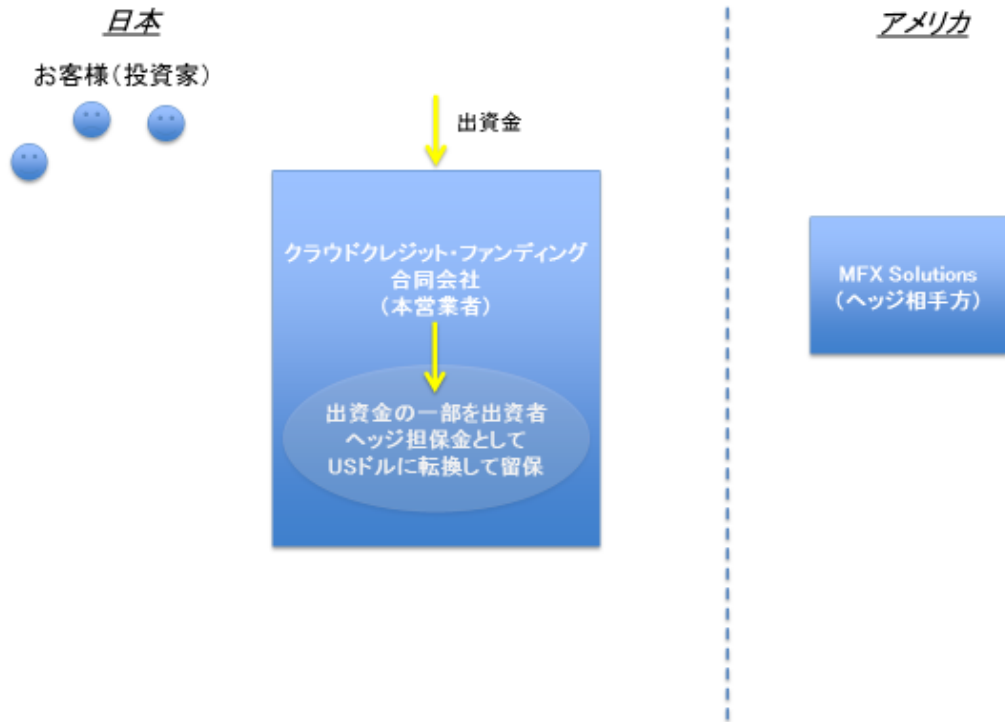 日本
アメリカ
お客様（投資家）
出資金
クラウドクレジット・ファンディング
合同会社
（本営業者）
MFX Solutions
（ヘッジ相手方）
出資金の一部を出資者
ヘッジ担保金として
USドルに転換して留保